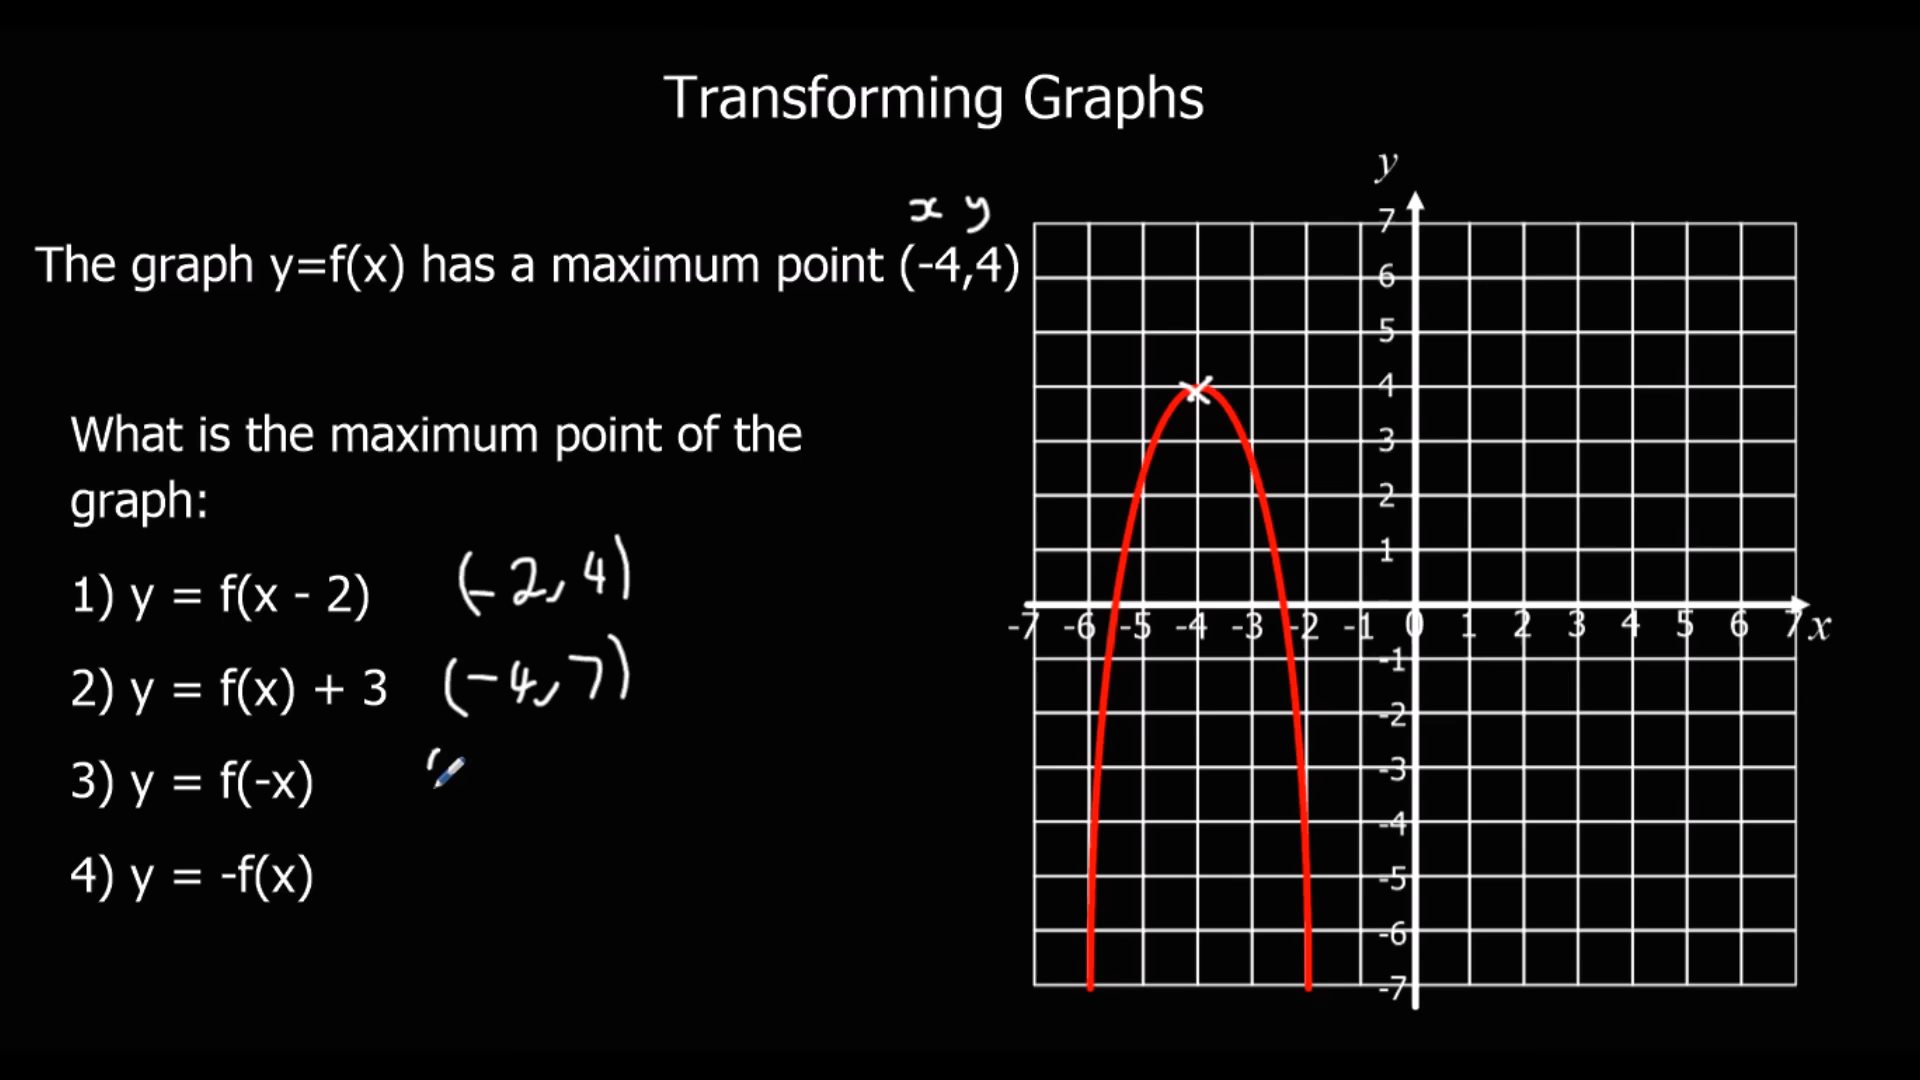 Transforming Graphs
x y
The graph y=f(x) has a maximum point (-4,4)
What is the maximum point of the
graph:
1) y = f(x - 2) (-2,4)
2) y = f(x) + 3 (-4,7)
3) y = f(-x) (
4) y = -f(x)
y
7
6
5
4
3
2
1
-7 -6 -5 -4 -3 -2 -1 0 1 2 3 4 5 6 7 x
-1
-2
-3
-4
-5
-6
-7